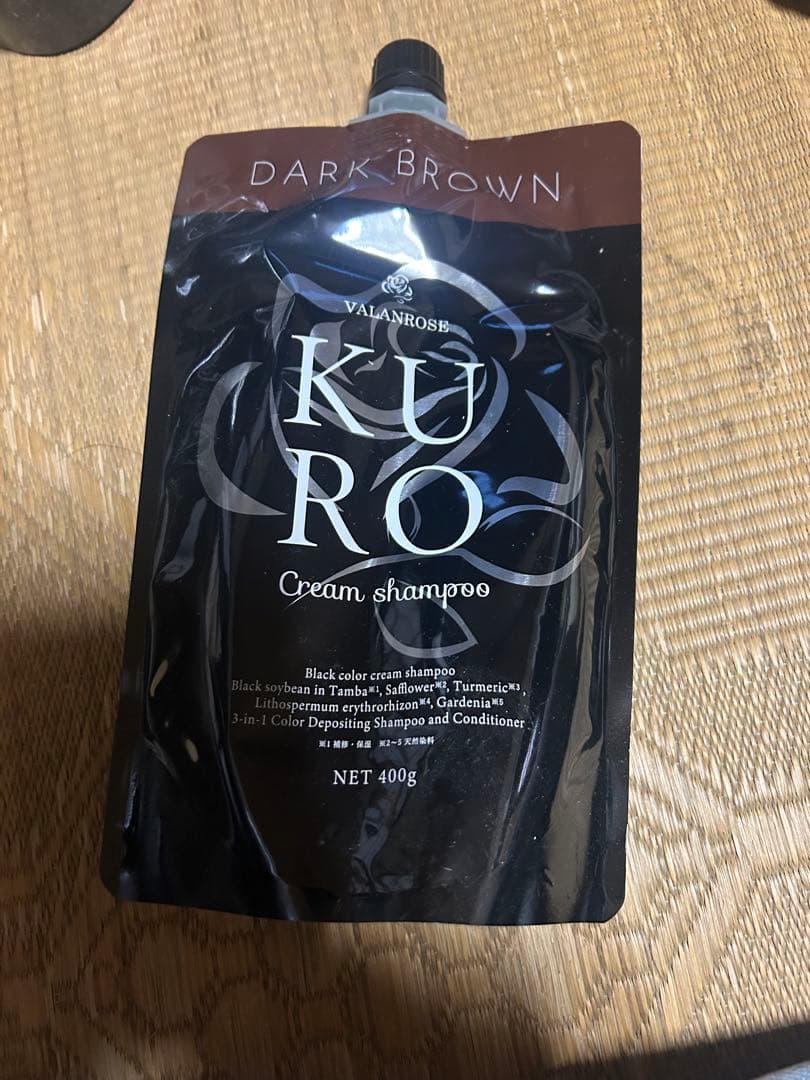 DARK BROWN
VALANROSE
KU
RO
Cream shampoo
Black color cream shampoo
Black soybean in Tamba※1, Safflower※2, Turmeric※3,
Lithospermum erythrorhizon※4, Gardenia※5
3-in-1 Color Depositing Shampoo and Conditioner
※1 補修・保湿 ※2~5 天然染料
NET 400g